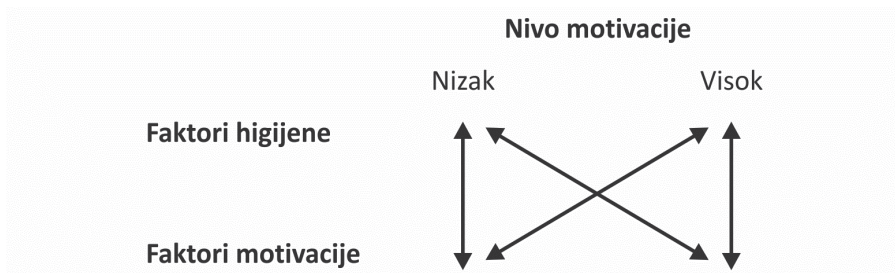 Nivo motivacije
Nizak Visok
Faktori higijene
Faktori motivacije